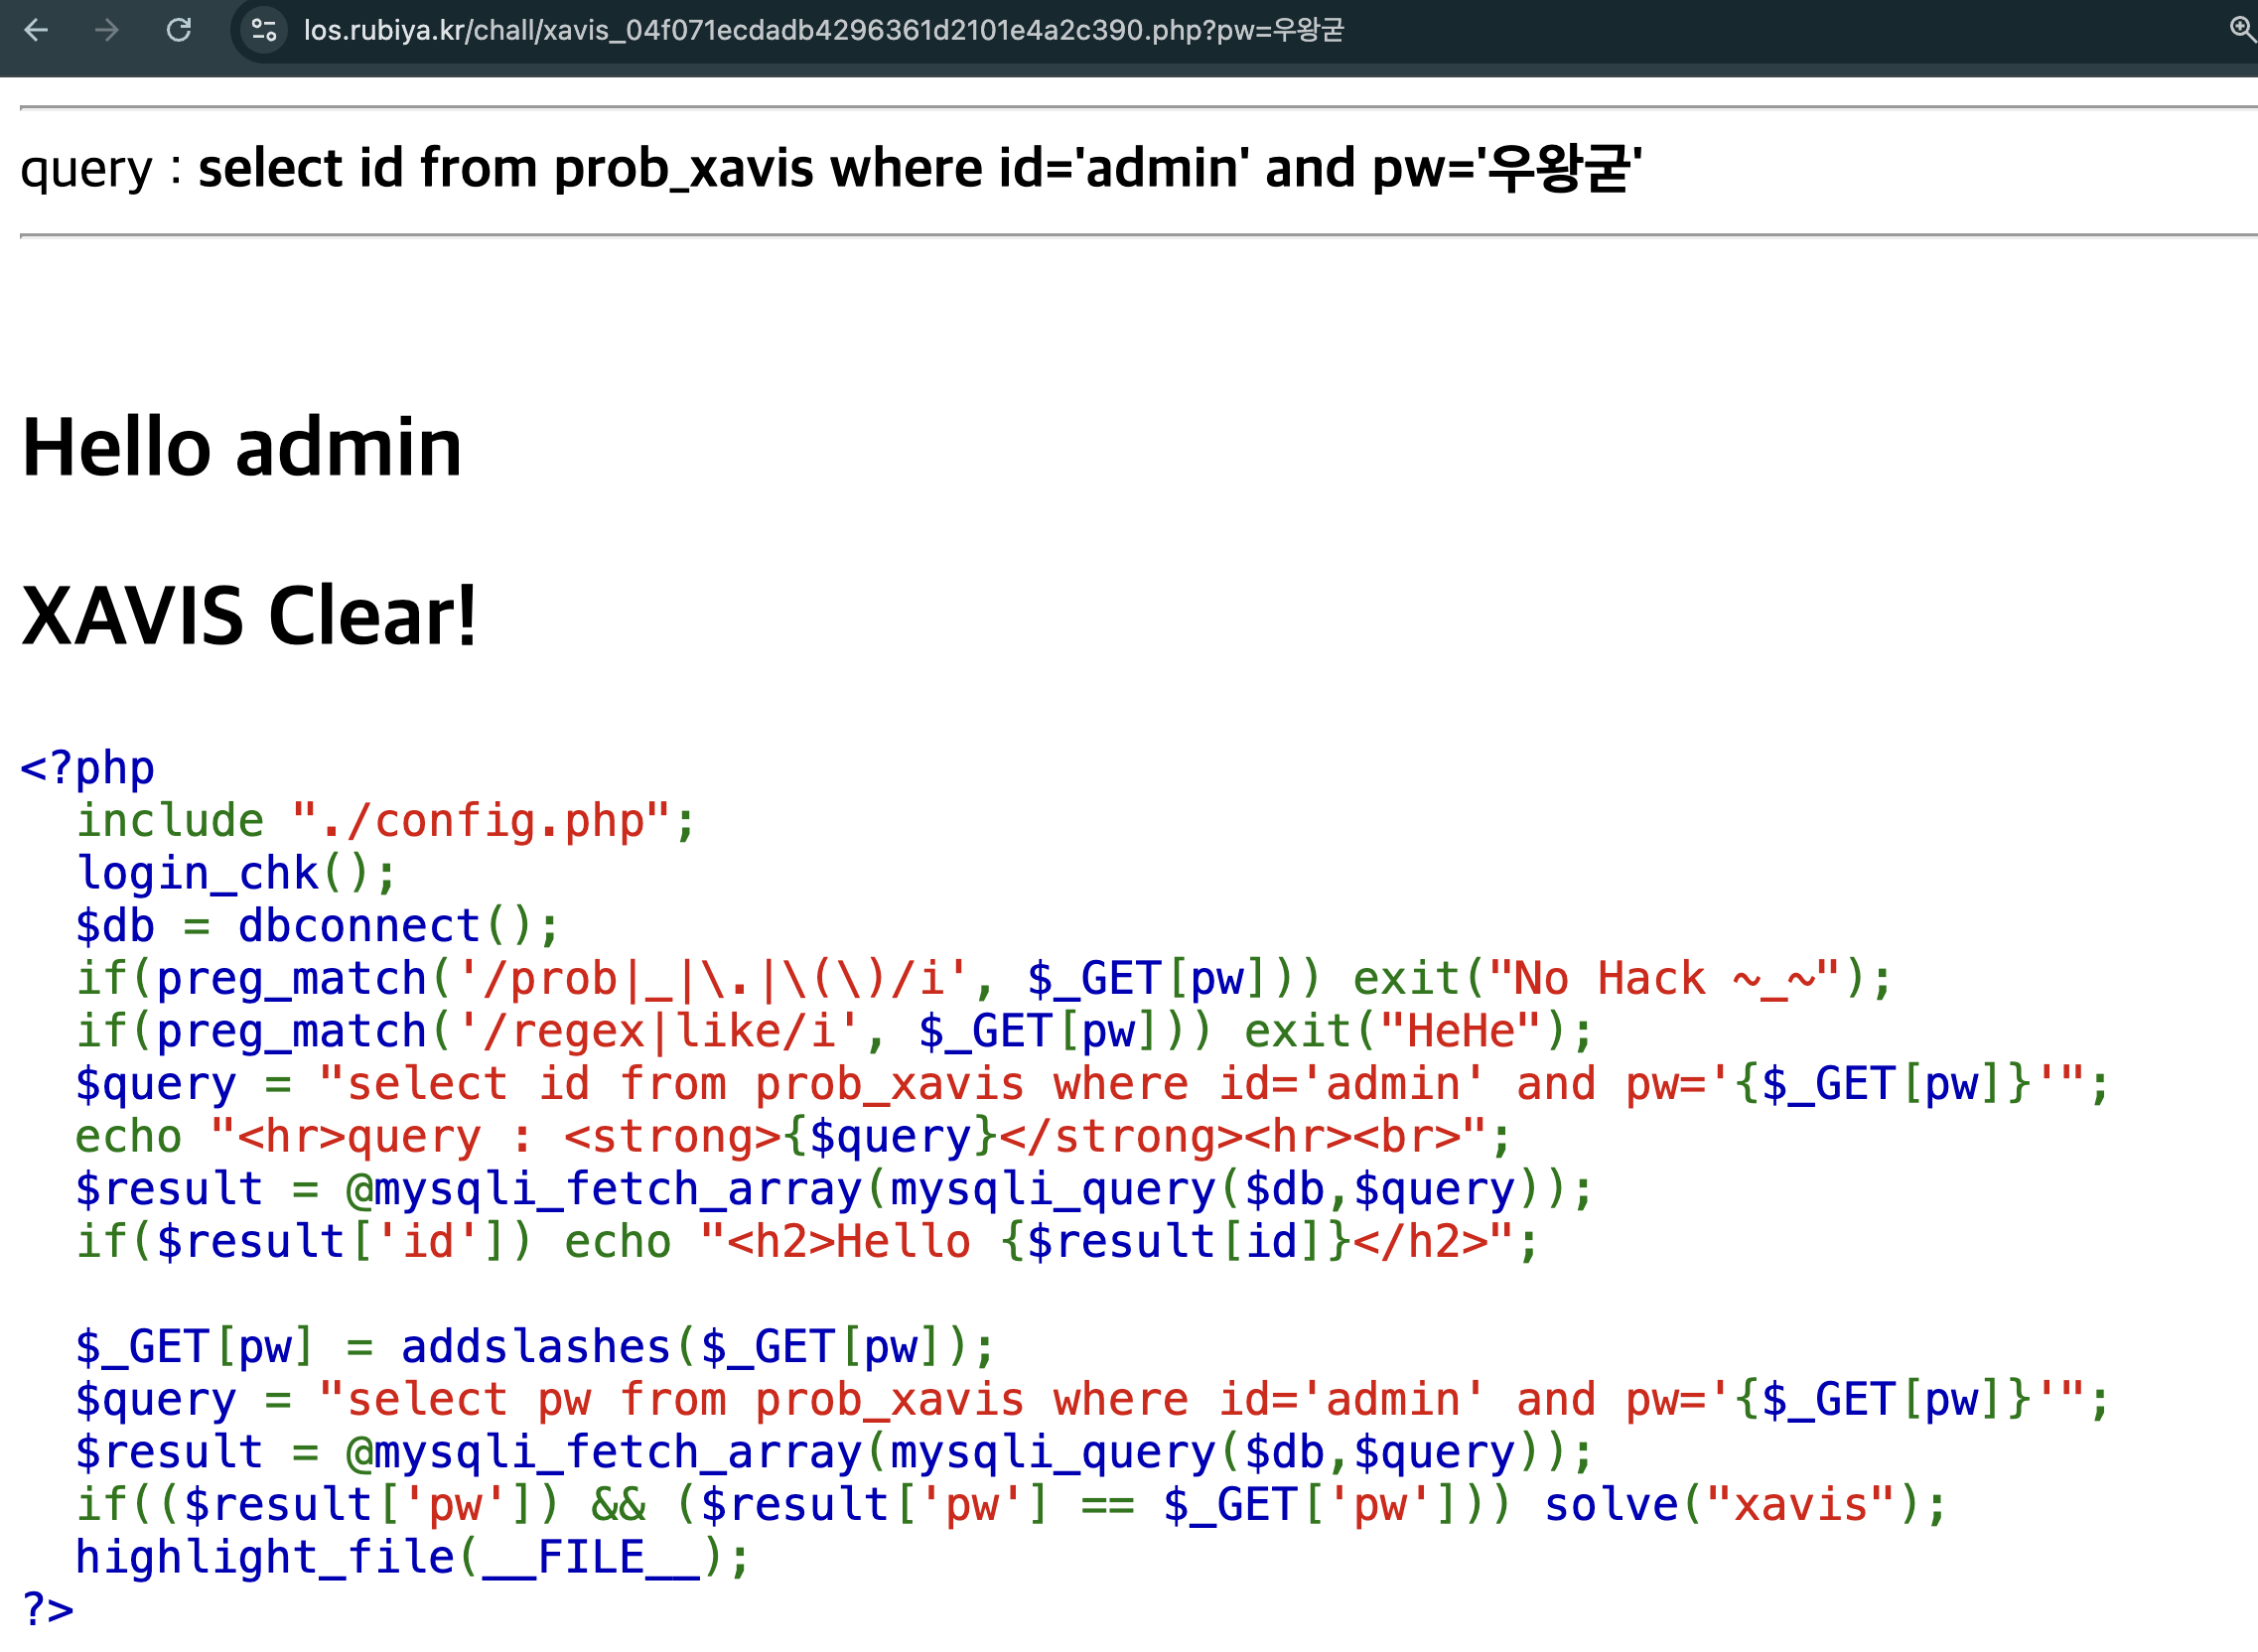 los.rubiya.kr/chall/xavis_04f071ecdadb4296361d2101e4a2c390.php?pw=우왕굳
query : select id from prob_xavis where id='admin' and pw='우왕굳'
Hello admin
XAVIS Clear!
<?php
  include "./config.php";
  login_chk();
  $db = dbconnect();
  if(preg_match('/prob|_|\.|\(\)/i', $_GET[pw])) exit("No Hack ~_~");
  if(preg_match('/regex|like/i', $_GET[pw])) exit("HeHe");
  $query = "select id from prob_xavis where id='admin' and pw='{$_GET[pw]}'";
  echo "<hr>query : <strong>{$query}</strong><hr><br>";
  $result = @mysqli_fetch_array(mysqli_query($db,$query));
  if($result['id']) echo "<h2>Hello {$result[id]}</h2>";
  $_GET[pw] = addslashes($_GET[pw]);
  $query = "select pw from prob_xavis where id='admin' and pw='{$_GET[pw]}'";
  $result = @mysqli_fetch_array(mysqli_query($db,$query));
  if(($result['pw']) && ($result['pw'] == $_GET['pw'])) solve("xavis");
  highlight_file(__FILE__);
?>